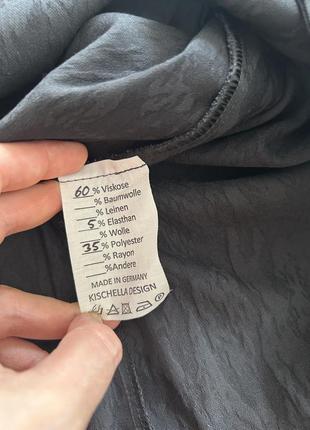 60 % Viskose
% Baumwolle
% Leinen
5 % Elasthan
% Wolle
35 % Polyester
% Rayon
%Andere
MADE IN GERMANY
KISCHELLA DESIGN